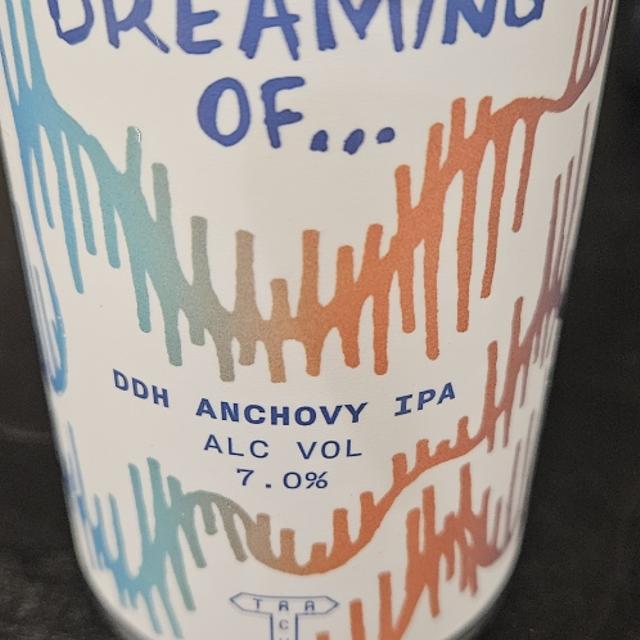 DREAMING
OF...
DDH ANCHOVY IPA
ALC VOL
7.0%
T R A
C